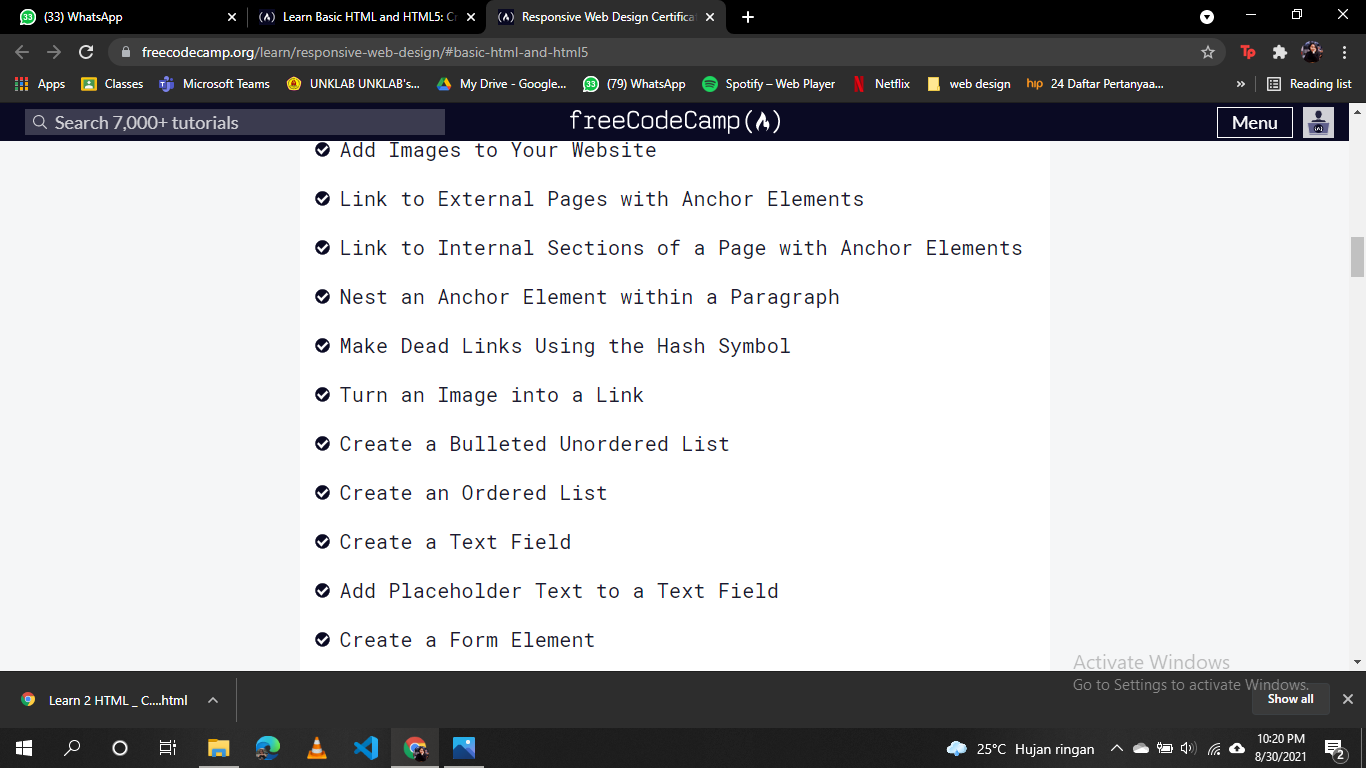 (33) WhatsApp
Learn Basic HTML and HTML5: Cr
Responsive Web Design Certificat
freecodecamp.org/learn/responsive-web-design/#basic-html-and-html5
Apps
Classes
Microsoft Teams
UNKLAB UNKLAB's...
My Drive - Google...
(79) WhatsApp
Spotify – Web Player
Netflix
web design
hip 24 Daftar Pertanyaa...
»
Reading list
Search 7,000+ tutorials
freeCodeCamp
Menu
Add Images to Your Website
Link to External Pages with Anchor Elements
Link to Internal Sections of a Page with Anchor Elements
Nest an Anchor Element within a Paragraph
Make Dead Links Using the Hash Symbol
Turn an Image into a Link
Create a Bulleted Unordered List
Create an Ordered List
Create a Text Field
Add Placeholder Text to a Text Field
Create a Form Element
Activate Windows
Go to Settings to activate Windows.
Learn 2 HTML _ C....html
Show all
25°C Hujan ringan
10:20 PM
8/30/2021
2